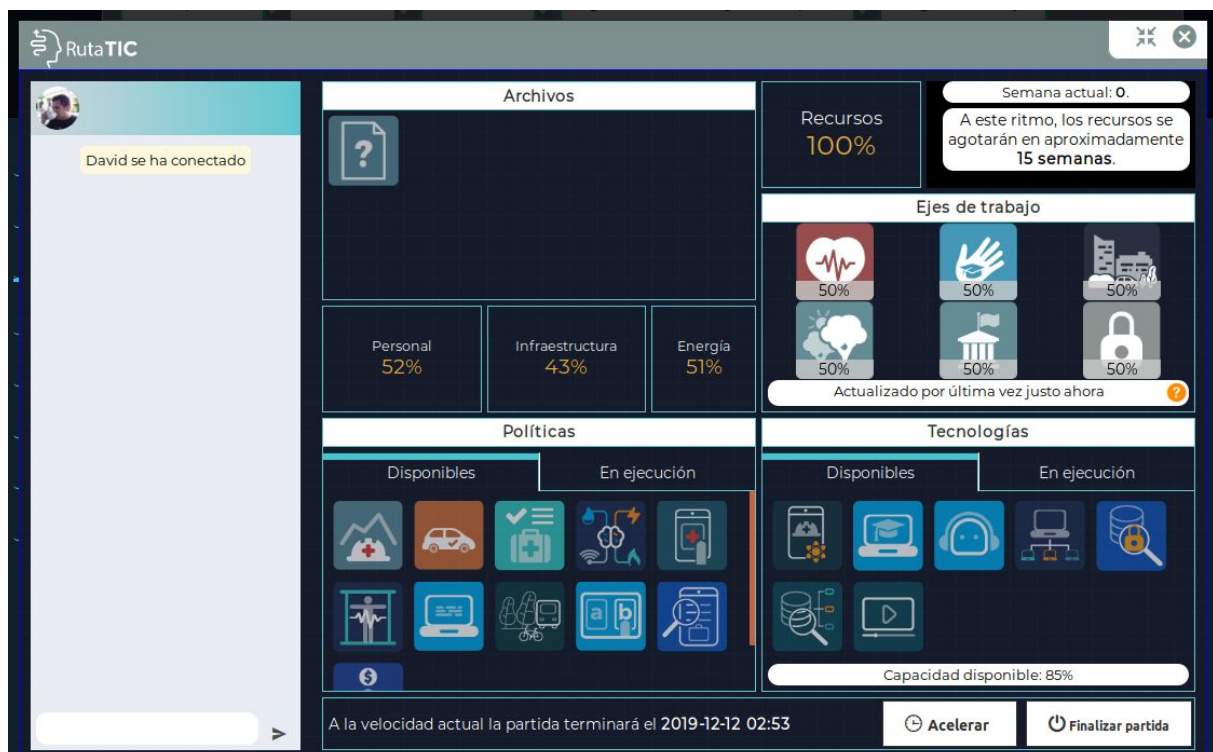 RutaTIC
David se ha conectado
Archivos
?
Recursos
100%
Semana actual: 0.
A este ritmo, los recursos se
agotarán en aproximadamente
15 semanas.
Ejes de trabajo
50%
50%
50%
50%
50%
50%
Actualizado por última vez justo ahora
?
Personal
52%
Infraestructura
43%
Energía
51%
Políticas
Disponibles
En ejecución
a b
$
Tecnologías
Disponibles
En ejecución
Capacidad disponible: 85%
A la velocidad actual la partida terminará el 2019-12-12 02:53
Acelerar
Finalizar partida